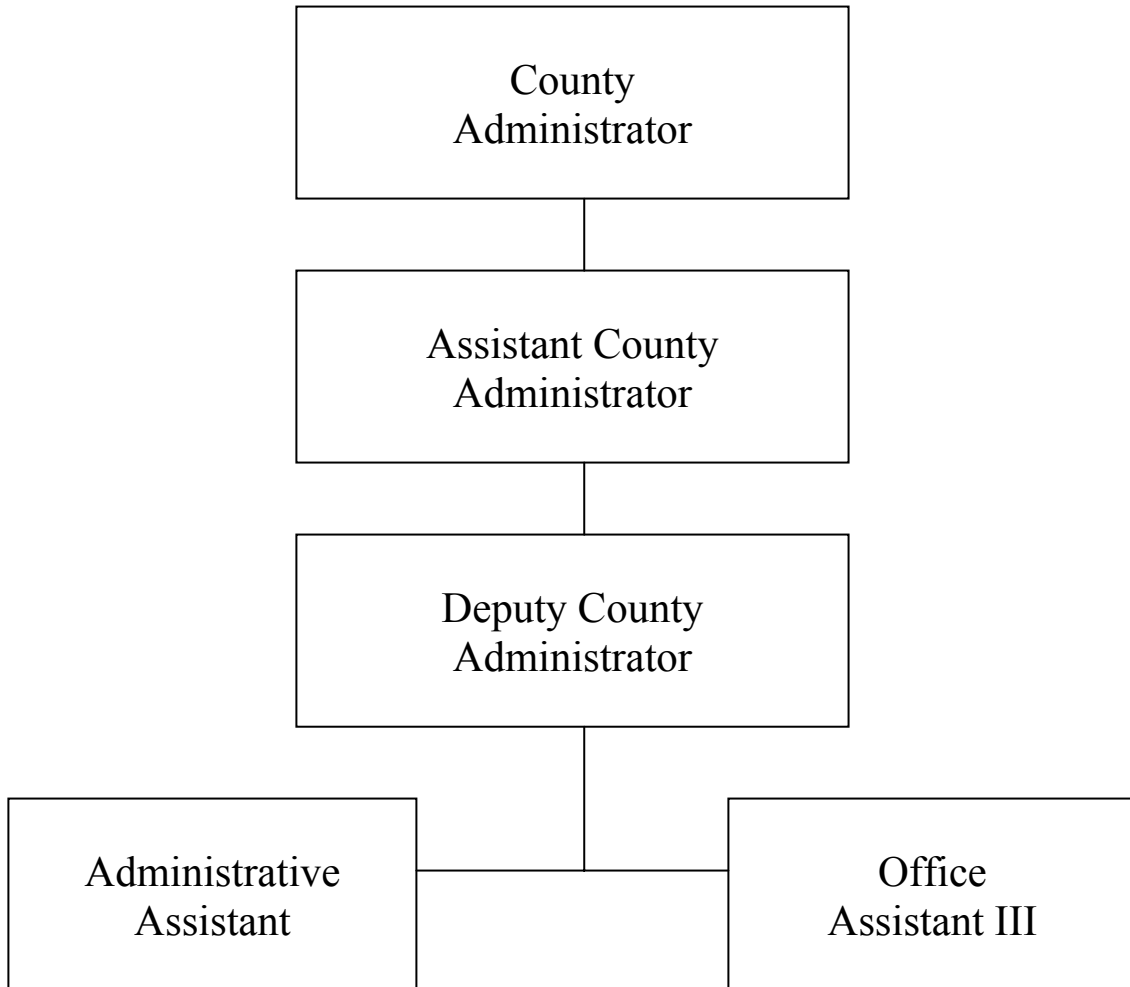 County
Administrator
Assistant County
Administrator
Deputy County
Administrator
Administrative
Assistant
Office
Assistant III